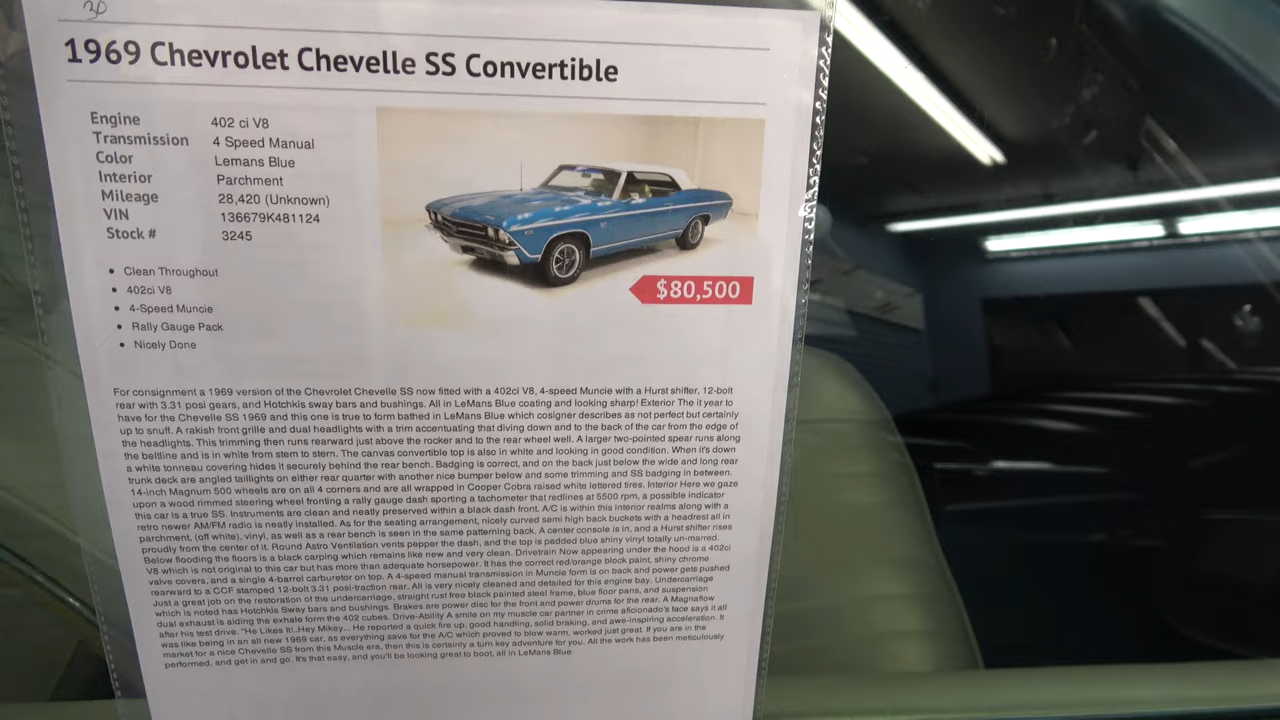 30
1969 Chevrolet Chevelle SS Convertible
Engine 402 ci V8
Transmission 4 Speed Manual
Color Lemans Blue
Interior Parchment
Mileage 28,420 (Unknown)
VIN 136679K481124
Stock # 3245
• Clean Throughout
• 402ci V8
• 4-Speed Muncie
• Rally Gauge Pack
• Nicely Done
$80,500
For consignment a 1969 version of the Chevrolet Chevelle SS now fitted with a 402ci V8, 4-speed Muncie with a Hurst shifter, 12-bolt
rear with 3.31 posi gears, and Hotchkis sway bars and bushings. All in LeMans Blue coating and looking sharp! Exterior The it year to
have for the Chevelle SS 1969 and this one is true to form bathed in LeMans Blue which cosigner describes as not perfect but certainly
up to snuff. A rakish front grille and dual headlights with a trim accentuating that diving down and to the back of the car from the edge of
the headlights. This trimming then runs rearward just above the rocker and to the rear wheel well. A larger two-pointed spear runs along
the beltline and is in white from stem to stern. The canvas convertible top is also in white and looking in good condition. When it's down
a white tonneau covering hides it securely behind the rear bench. Badging is correct, and on the back just below the wide and long rear
trunk deck are angled taillights on either rear quarter with another nice bumper below and some trimming and SS badging in between.
14-inch Magnum 500 wheels are on all 4 corners and are all wrapped in Cooper Cobra raised white lettered tires. Interior Here we gaze
upon a wood rimmed steering wheel fronting a rally gauge dash sporting a tachometer that redlines at 5500 rpm, a possible indicator
this car is a true SS. Instruments are clean and neatly preserved within a black dash front. A/C is within this interior realms along with a
retro newer AM/FM radio is neatly installed. As for the seating arrangement, nicely curved semi high back buckets with a headrest all in
parchment, (off white), vinyl, as well as a rear bench is seen in the same patterning back. A center console is in, and a Hurst shifter rises
proudly from the center of it. Round Astro Ventilation vents pepper the dash, and the top is padded blue shiny vinyl totally un-marred.
Below flooding the floors is a black carping which remains like new and very clean. Drivetrain Now appearing under the hood is a 402ci
V8 which is not original to this car but has more than adequate horsepower. It has the correct red/orange block paint, shiny chrome
valve covers, and a single 4-barrel carburetor on top. A 4-speed manual transmission in Muncie form is on back and power gets pushed
rearward to a CCF stamped 12-bolt 3.31 posi-traction rear. All is very nicely cleaned and detailed for this engine bay. Undercarriage
Just a great job on the restoration of the undercarriage, straight rust free black painted steel frame, blue floor pans, and suspension
which is noted has Hotchkis Sway bars and bushings. Brakes are power disc for the front and power drums for the rear. A Magnaflow
dual exhaust is aiding the exhale form the 402 cubes. Drive-Ability A smile on my muscle car partner in crime aficionado's face says it all
after his test drive. "He Likes It!..Hey Mikey... He reported a quick fire up, good handling, solid braking, and awe-inspiring acceleration. It
was like being in an all new 1969 car, as everything save for the A/C which proved to blow warm, worked just great. If you are in the
market for a nice Chevelle SS from this Muscle era, then this is certainly a turn key adventure for you. All the work has been meticulously
performed, and get in and go. It's that easy, and you'll be looking great to boot, all in LeMans Blue